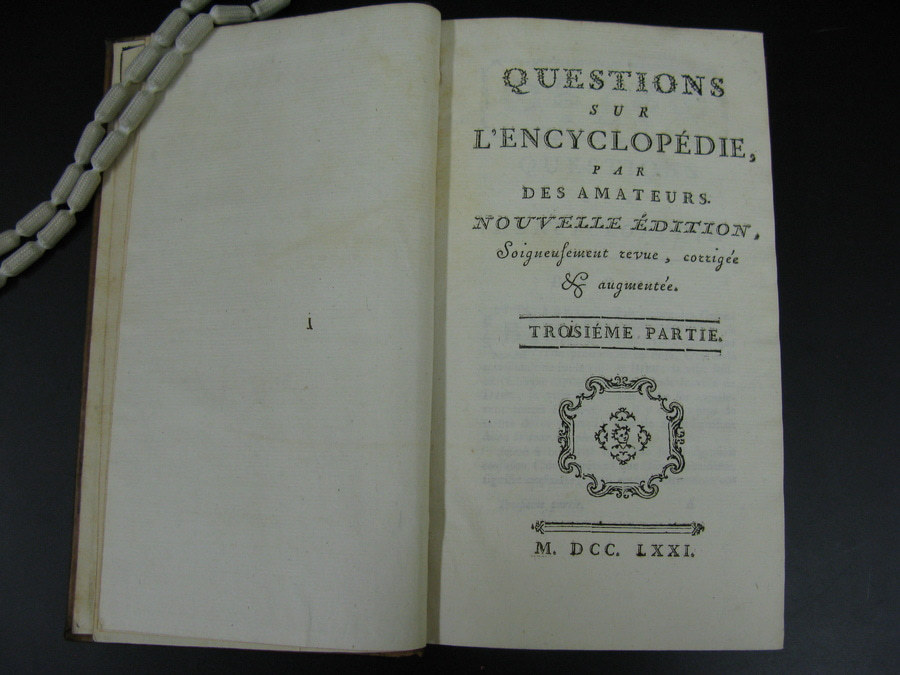 i
QUESTIONS
SUR
L'ENCYCLOPÉDIE,
PAR
DES AMATEURS.
NOUVELLE ÉDITION,
Soigneuſement revue, corrigée
& augmentée.
TROISIÉME PARTIE.
M. DCC. LXXI.